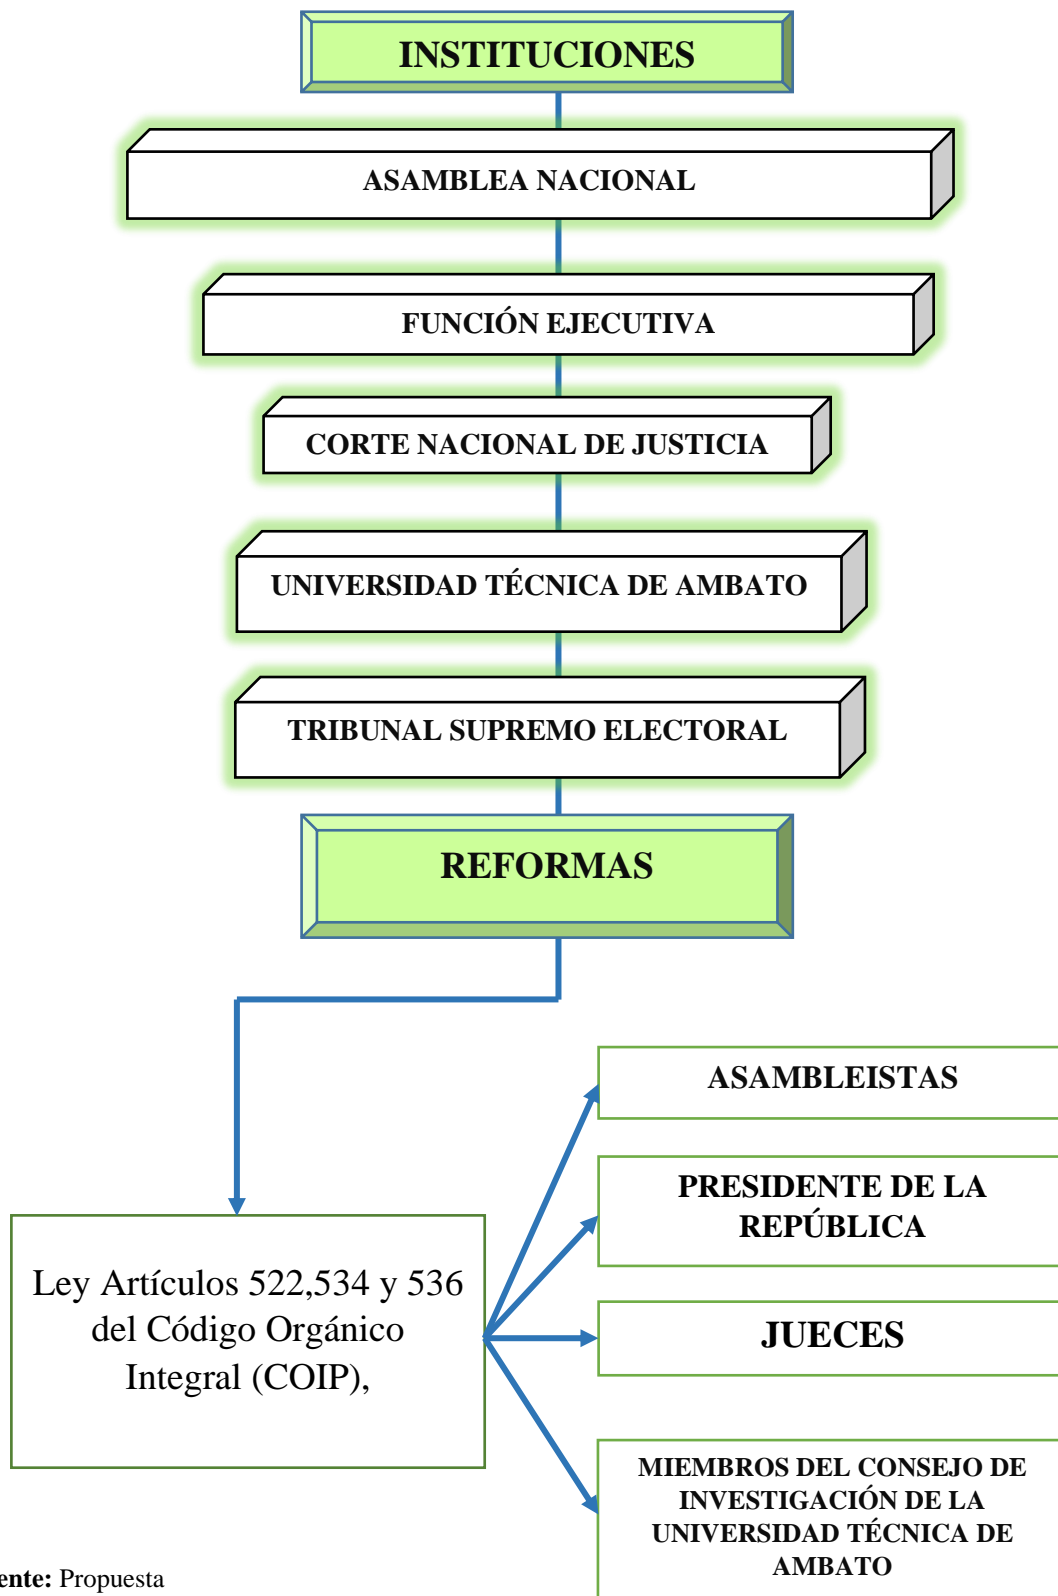 INSTITUCIONES
ASAMBLEA NACIONAL
FUNCIÓN EJECUTIVA
CORTE NACIONAL DE JUSTICIA
UNIVERSIDAD TÉCNICA DE AMBATO
TRIBUNAL SUPREMO ELECTORAL
REFORMAS
Ley Artículos 522,534 y 536
del Código Orgánico
Integral (COIP),
ASAMBLEISTAS
PRESIDENTE DE LA
REPÚBLICA
JUECES
MIEMBROS DEL CONSEJO DE
INVESTIGACIÓN DE LA
UNIVERSIDAD TÉCNICA DE
AMBATO
ente: Propuesta